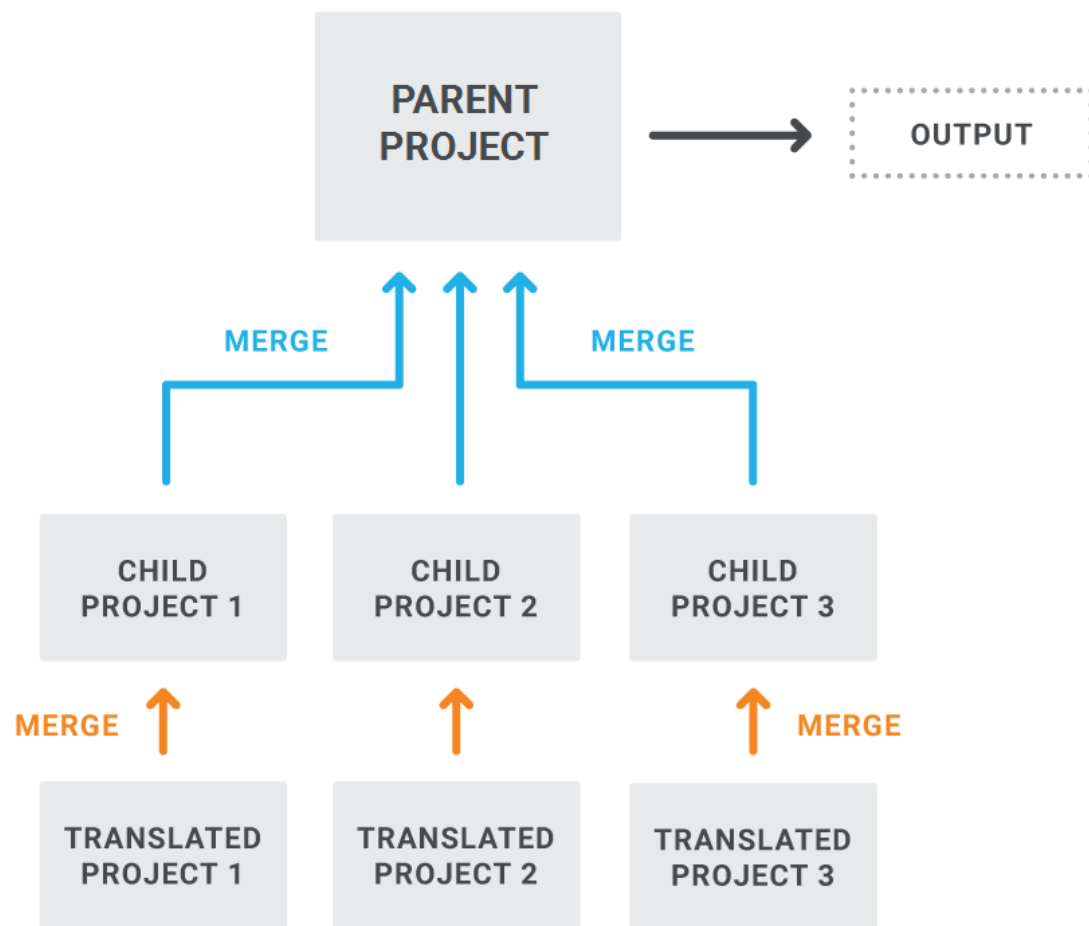 PARENT
PROJECT
OUTPUT
MERGE
MERGE
CHILD
PROJECT 1
CHILD
PROJECT 2
CHILD
PROJECT 3
MERGE
MERGE
TRANSLATED
PROJECT 1
TRANSLATED
PROJECT 2
TRANSLATED
PROJECT 3